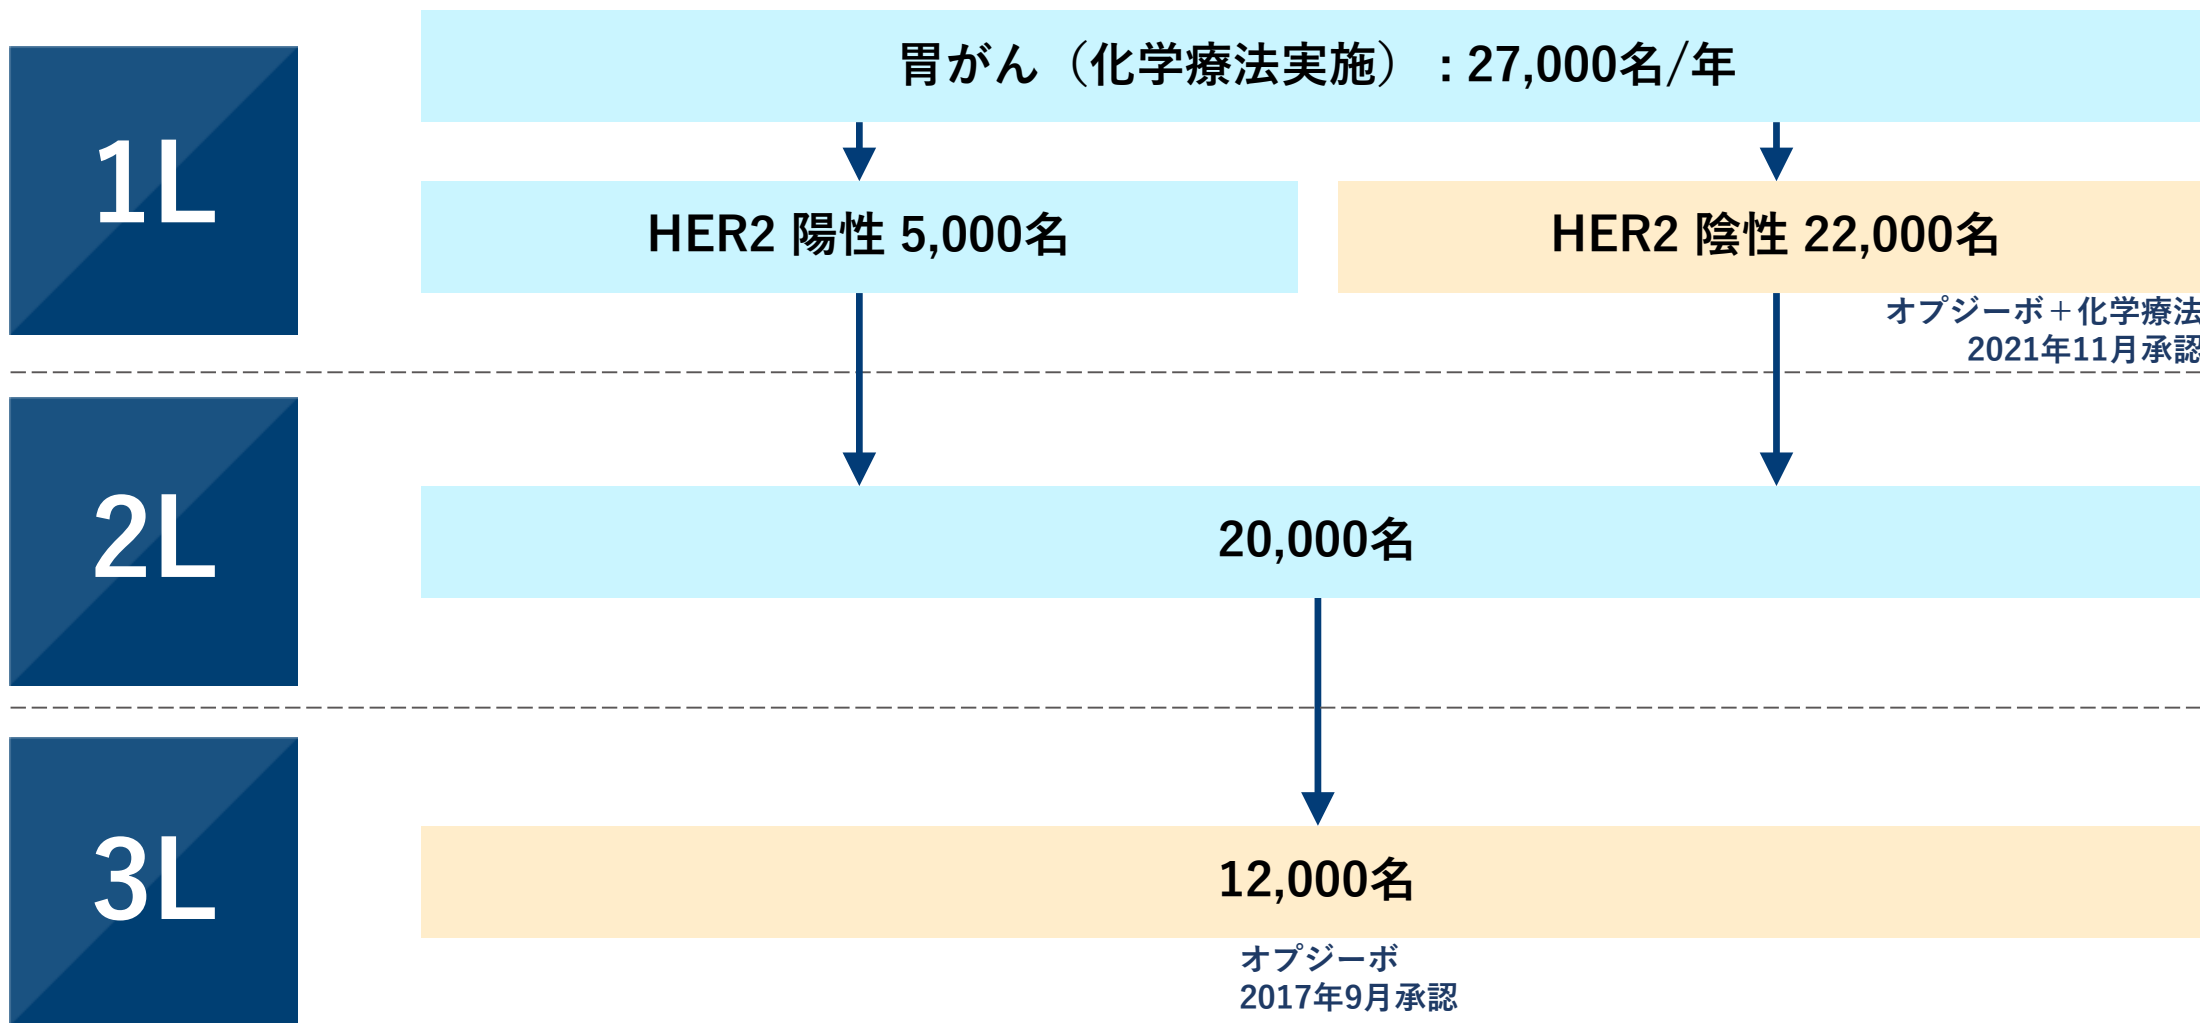 胃がん（化学療法実施）：27,000名/年
1L
HER2 陽性 5,000名
HER2 陰性 22,000名
オプジーボ＋化学療法
2021年11月承認
2L
20,000名
3L
12,000名
オプジーボ
2017年9月承認